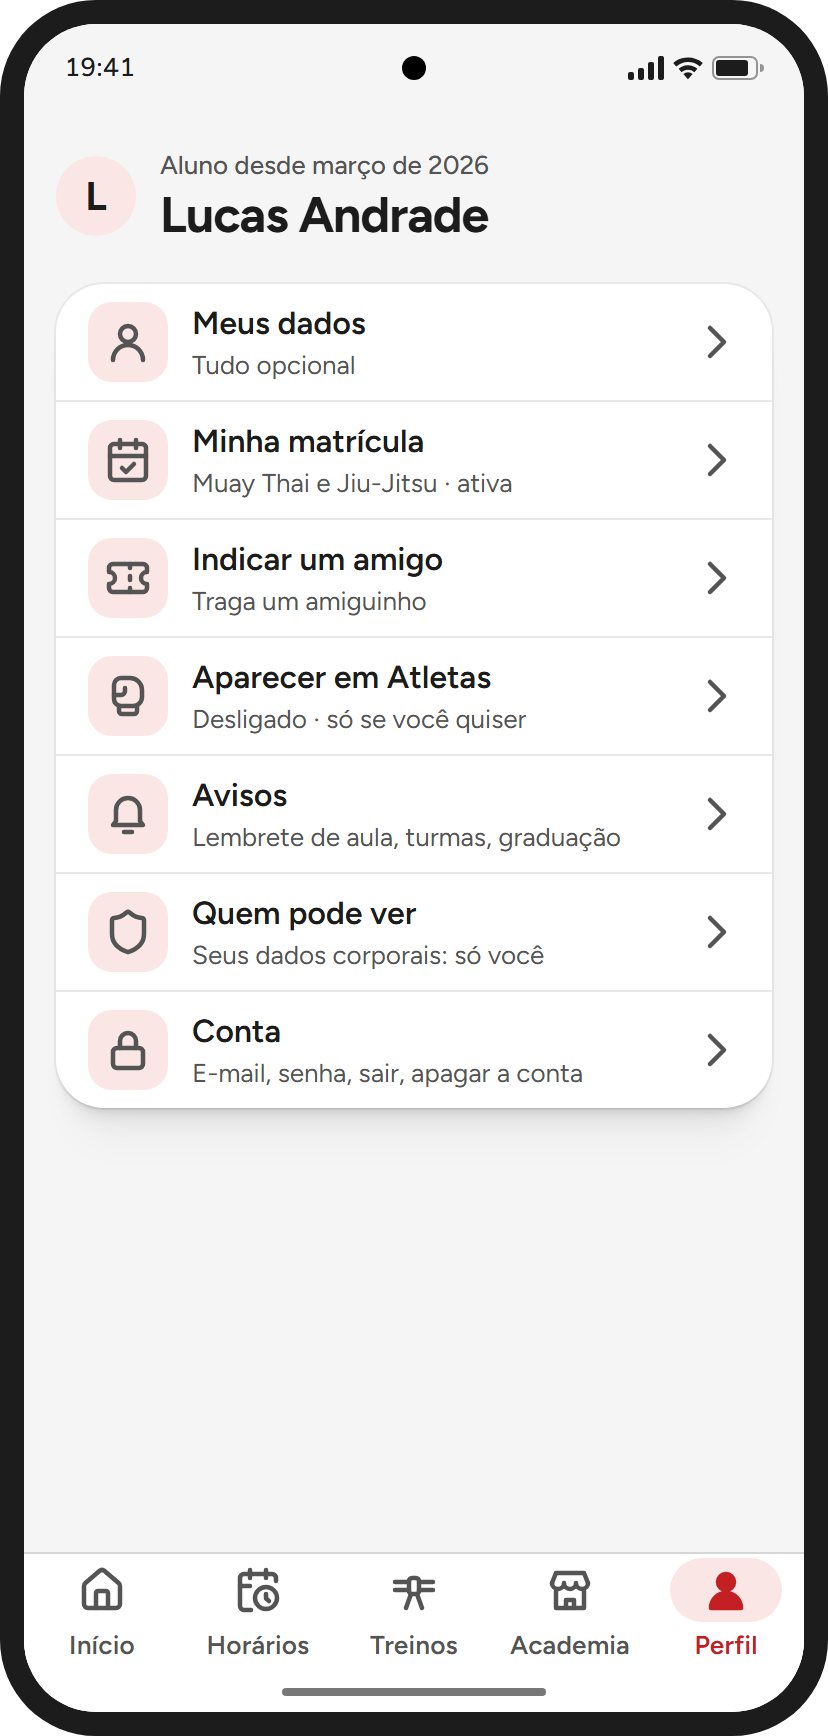 19:41
Aluno desde março de 2026
L
Lucas Andrade
Meus dados
Tudo opcional
Minha matrícula
Muay Thai e Jiu-Jitsu · ativa
Indicar um amigo
Traga um amiguinho
Aparecer em Atletas
Desligado · só se você quiser
Avisos
Lembrete de aula, turmas, graduação
Quem pode ver
Seus dados corporais: só você
Conta
E-mail, senha, sair, apagar a conta
Início Horários Treinos Academia Perfil